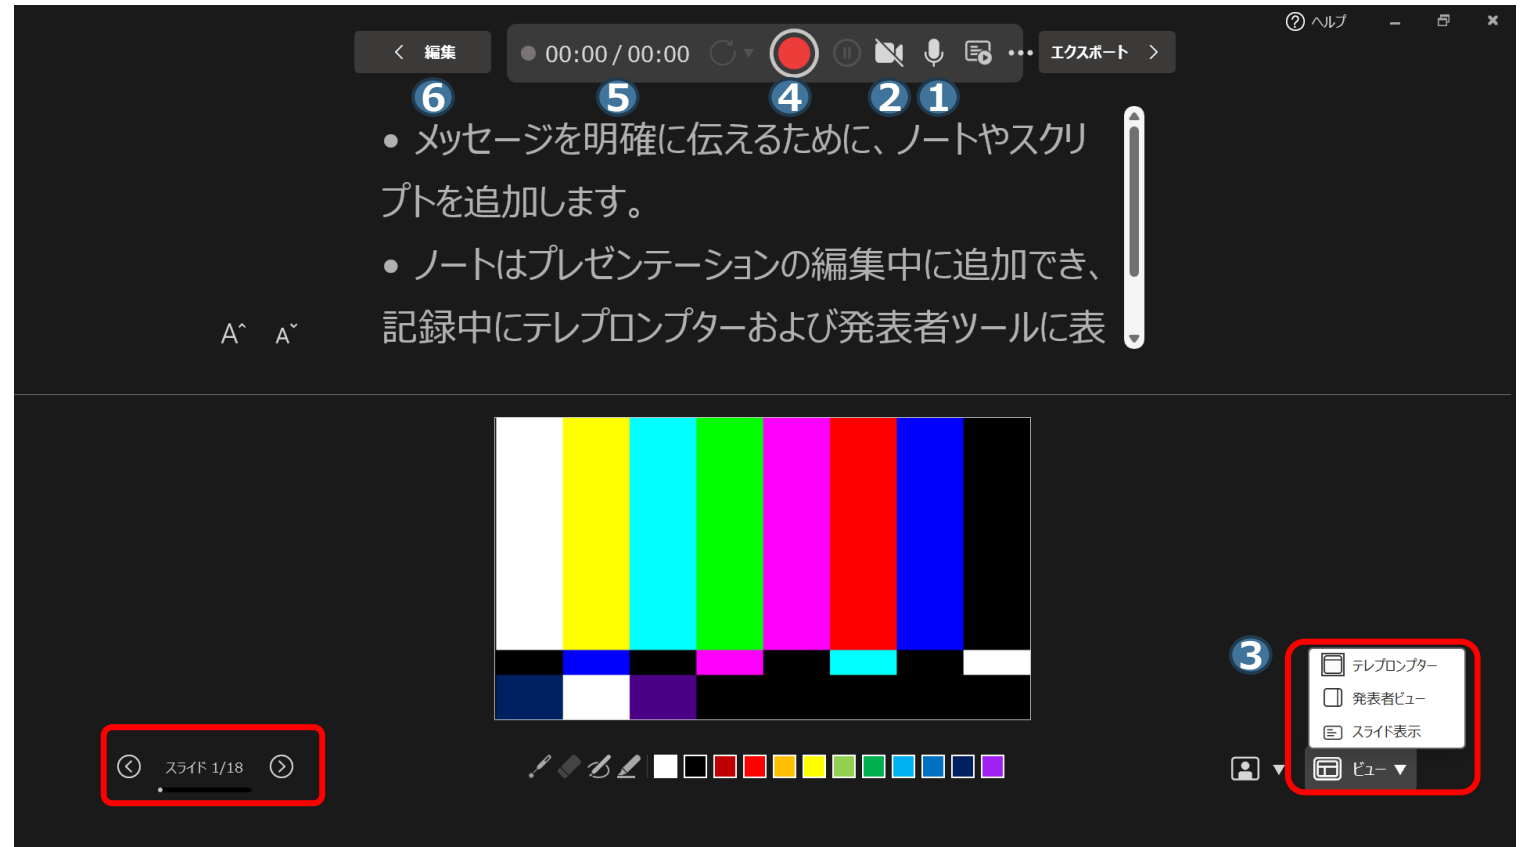 ヘルプ
編集
00:00 / 00:00
エクスポート
6
5
4
2
1
• メッセージを明確に伝えるために、ノートやスクリ
プトを追加します。
• ノートはプレゼンテーションの編集中に追加でき、
記録中にテレプロンプターおよび発表者ツールに表
A^ Aˇ
3
テレプロンプター
発表者ビュー
スライド表示
スライド 1/18
ビュー